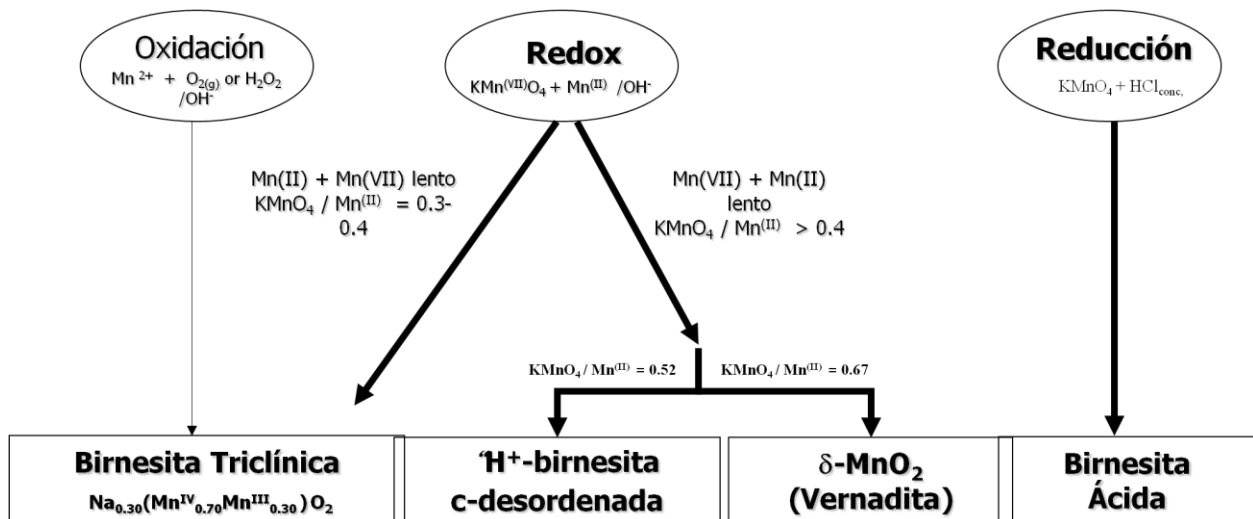 Oxidación
Mn ²⁺ + O₂₍g₎ or H₂O₂
/OH⁻
Redox
KMn⁽ⱽᴵᴵ⁾O₄ + Mn⁽ᴵᴵ⁾ /OH⁻
Reducción
KMnO₄ + HCl conc.
Mn(II) + Mn(VII) lento
KMnO₄ / Mn⁽ᴵᴵ⁾ = 0.3-
0.4
Mn(VII) + Mn(II)
lento
KMnO₄ / Mn⁽ᴵᴵ⁾ > 0.4
KMnO₄ / Mn⁽ᴵᴵ⁾ = 0.52
KMnO₄ / Mn⁽ᴵᴵ⁾ = 0.67
Birnesita Triclínica
Na₀.₃₀(Mnᴵⱽ₀.₇₀Mnᴵᴵᴵ₀.₃₀)O₂
“H⁺-birnesita
c-desordenada
δ-MnO₂
(Vernadita)
Birnesita
Ácida